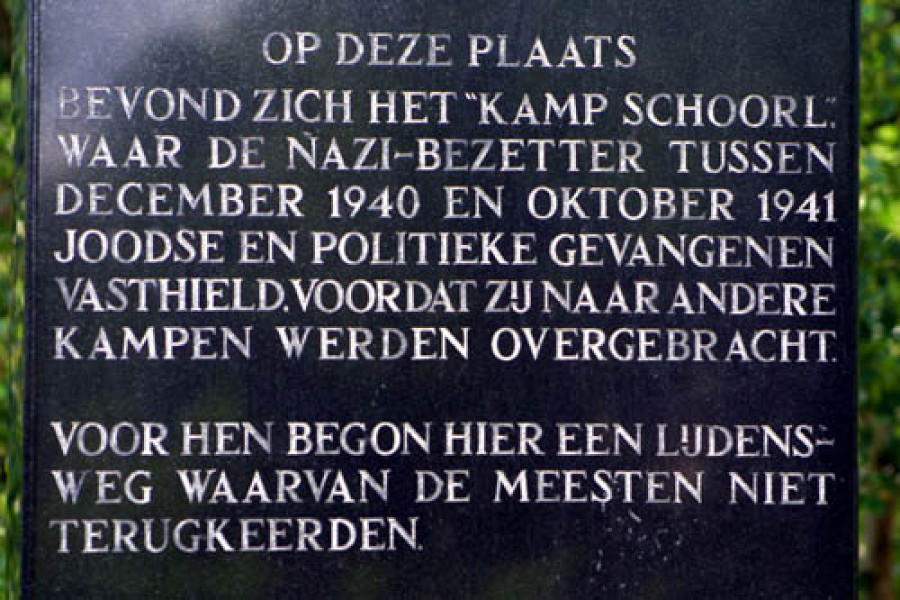 OP DEZE PLAATS
BEVOND ZICH HET "KAMP SCHOORL",
WAAR DE NAZI-BEZETTER TUSSEN
DECEMBER 1940 EN OKTOBER 1941
JOODSE EN POLITIEKE GEVANGENEN
VASTHIELD, VOORDAT ZIJ NAAR ANDERE
KAMPEN WERDEN OVERGEBRACHT.
VOOR HEN BEGON HIER EEN LIJDENS-
WEG WAARVAN DE MEESTEN NIET
TERUGKEERDEN.